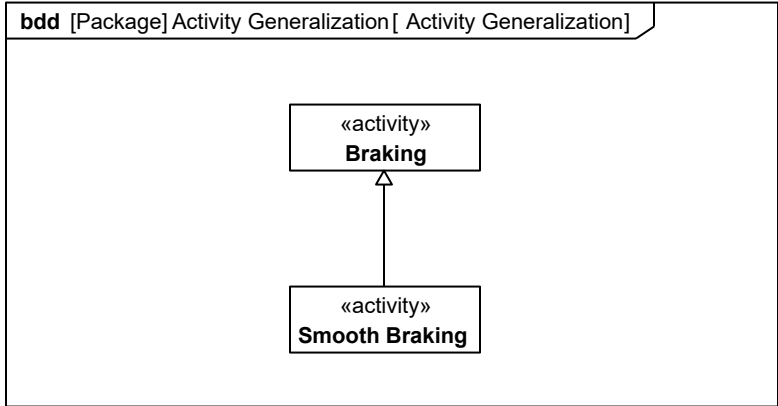 bdd [Package] Activity Generalization [ Activity Generalization]
«activity»
Braking
«activity»
Smooth Braking